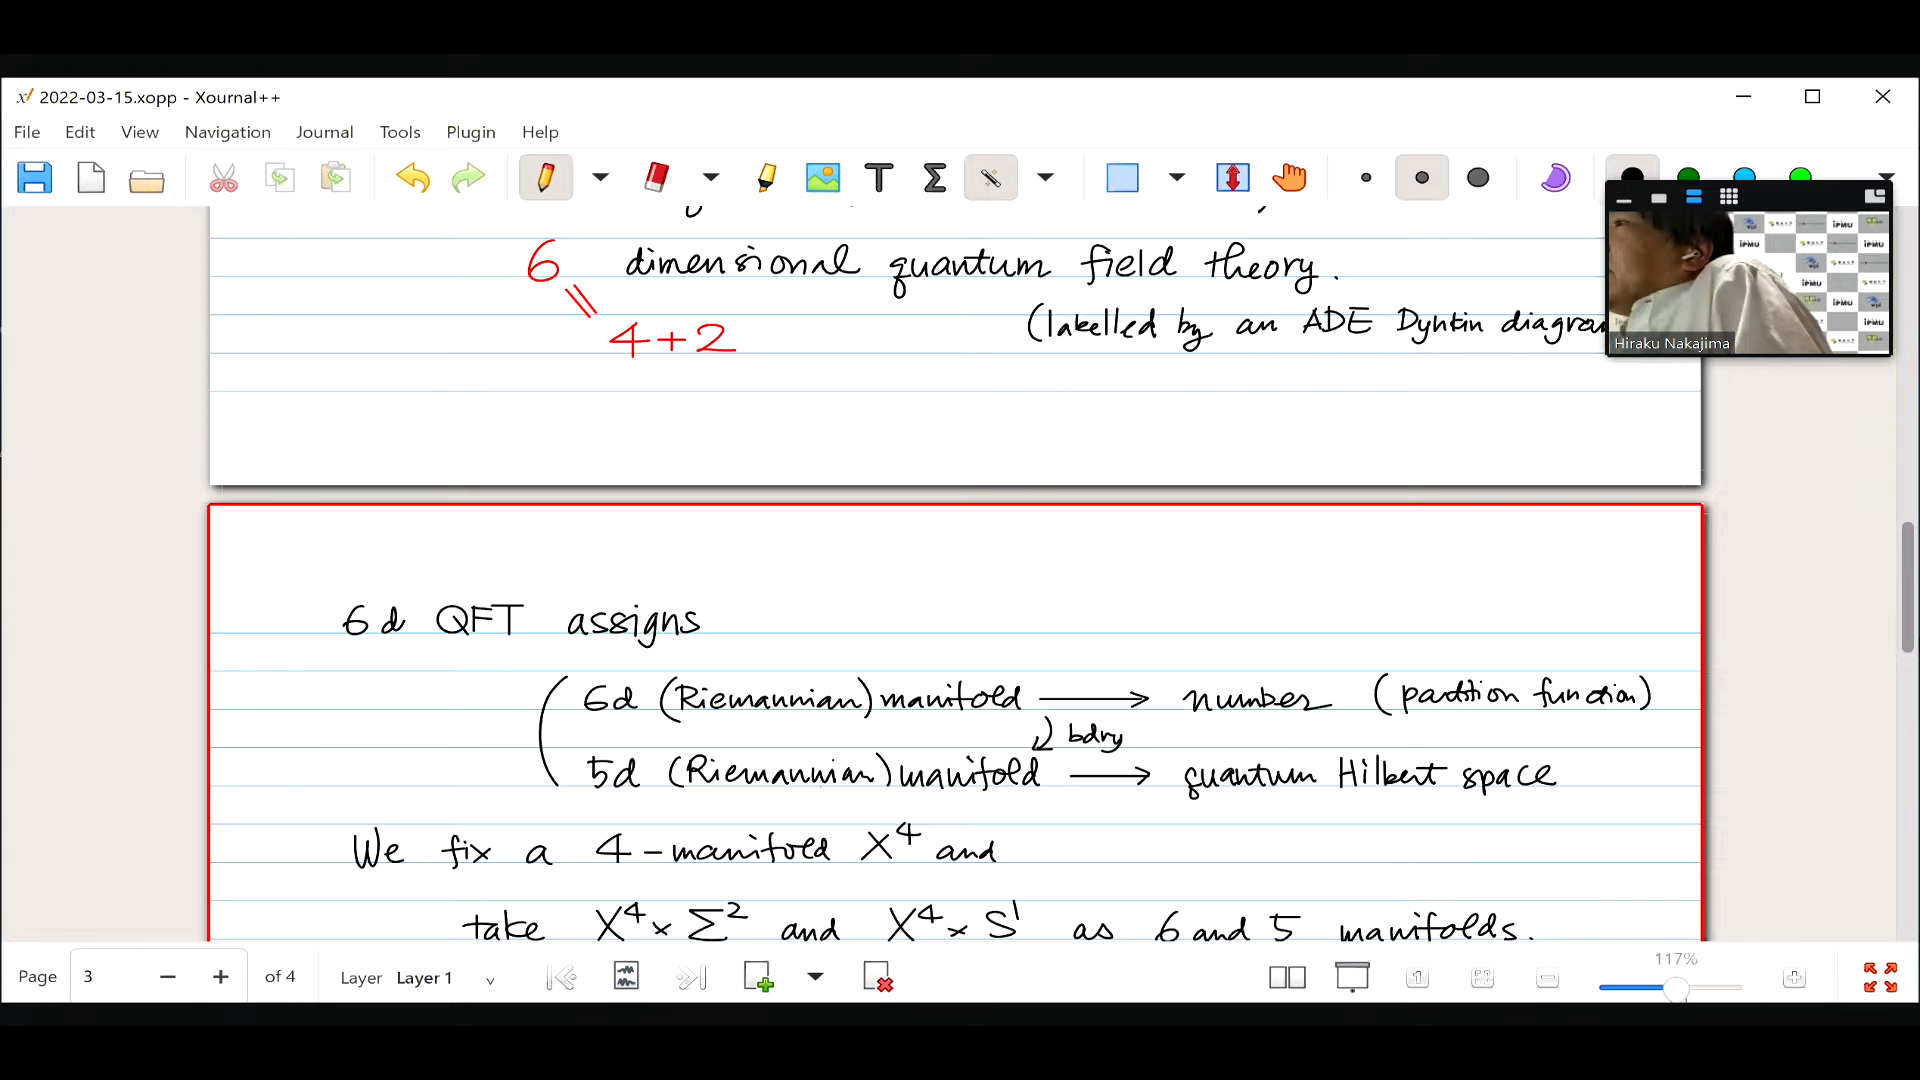 2022-03-15.xopp - Xournal++
File Edit View Navigation Journal Tools Plugin Help
6 dimensional quantum field theory.
4+2
(labelled by an ADE Dynkin diagram
Hiraku Nakajima
6d QFT assigns
6d (Riemannian) manifold → number (partition function)
bdry
5d (Riemannian) manifold → quantum Hilbert space
We fix a 4-manifold X⁴ and
take X⁴ × Σ² and X⁴ × S¹ as 6 and 5 manifolds.
Page 3 of 4 Layer Layer 1 117%